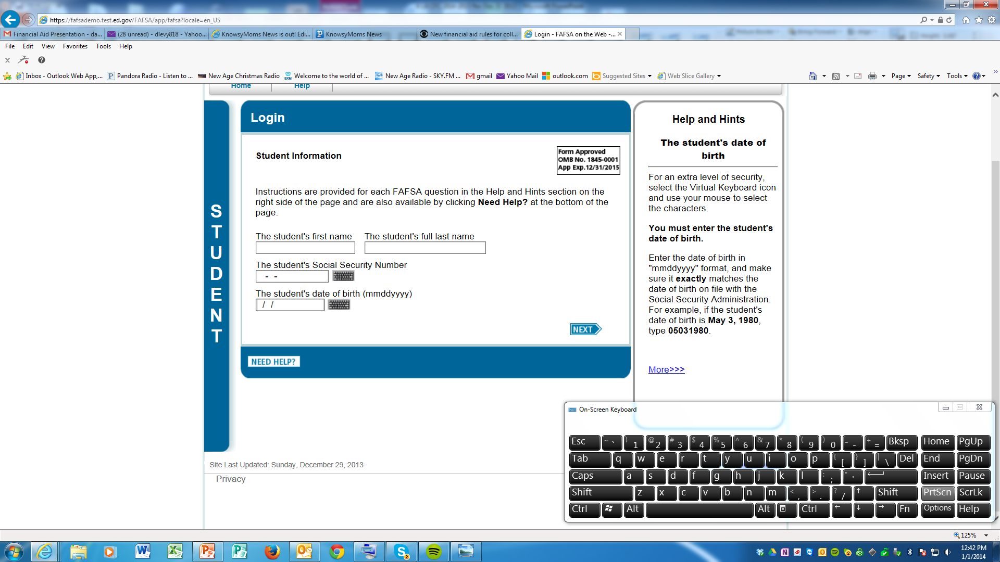 https://fafsademo.test.ed.gov/FAFSA/app/fafsa?locale=en_US
Financial Aid Presentation - da... (28 unread) - dlevy818 - Yahoo... KnowsyMoms News is out! Edi... KnowsyMoms News New financial aid rules for coll... Login - FAFSA on the Web -...
File Edit View Favorites Tools Help
Inbox - Outlook Web App,... Pandora Radio - Listen to ... New Age Christmas Radio Welcome to the world of ... New Age Radio - SKY.FM ... gmail Yahoo Mail outlook.com Suggested Sites Web Slice Gallery Page Safety Tools
Home Help
STUDENT
Login
Student Information
Form Approved
OMB No. 1845-0001
App Exp.12/31/2015
Instructions are provided for each FAFSA question in the Help and Hints section on the
right side of the page and are also available by clicking Need Help? at the bottom of the
page.
The student's first name The student's full last name
The student's Social Security Number
- -
The student's date of birth (mmddyyyy)
/ /
NEXT
NEED HELP?
Help and Hints
The student's date of
birth
For an extra level of security,
select the Virtual Keyboard icon
and use your mouse to select
the characters.
You must enter the student's
date of birth.
Enter the date of birth in
"mmddyyyy" format, and make
sure it exactly matches the
date of birth on file with the
Social Security Administration.
For example, if the student's
date of birth is May 3, 1980,
type 05031980.
More>>>
Site Last Updated: Sunday, December 29, 2013
Privacy
On-Screen Keyboard
Esc ~ ` ! 1 @ 2 # 3 $ 4 % 5 ^ 6 & 7 * 8 ( 9 ) 0 _ - + = Bksp Home PgUp
Tab q w e r t y u i o p { [ } ] | \ Del End PgDn
Caps a s d f g h j k l : ; " ' Insert Pause
Shift z x c v b n m < , > . ? / ↑ Shift PrtScn ScrLk
Ctrl Alt Alt Ctrl ← ↓ → Fn Options Help
125%
12:42 PM
1/1/2014